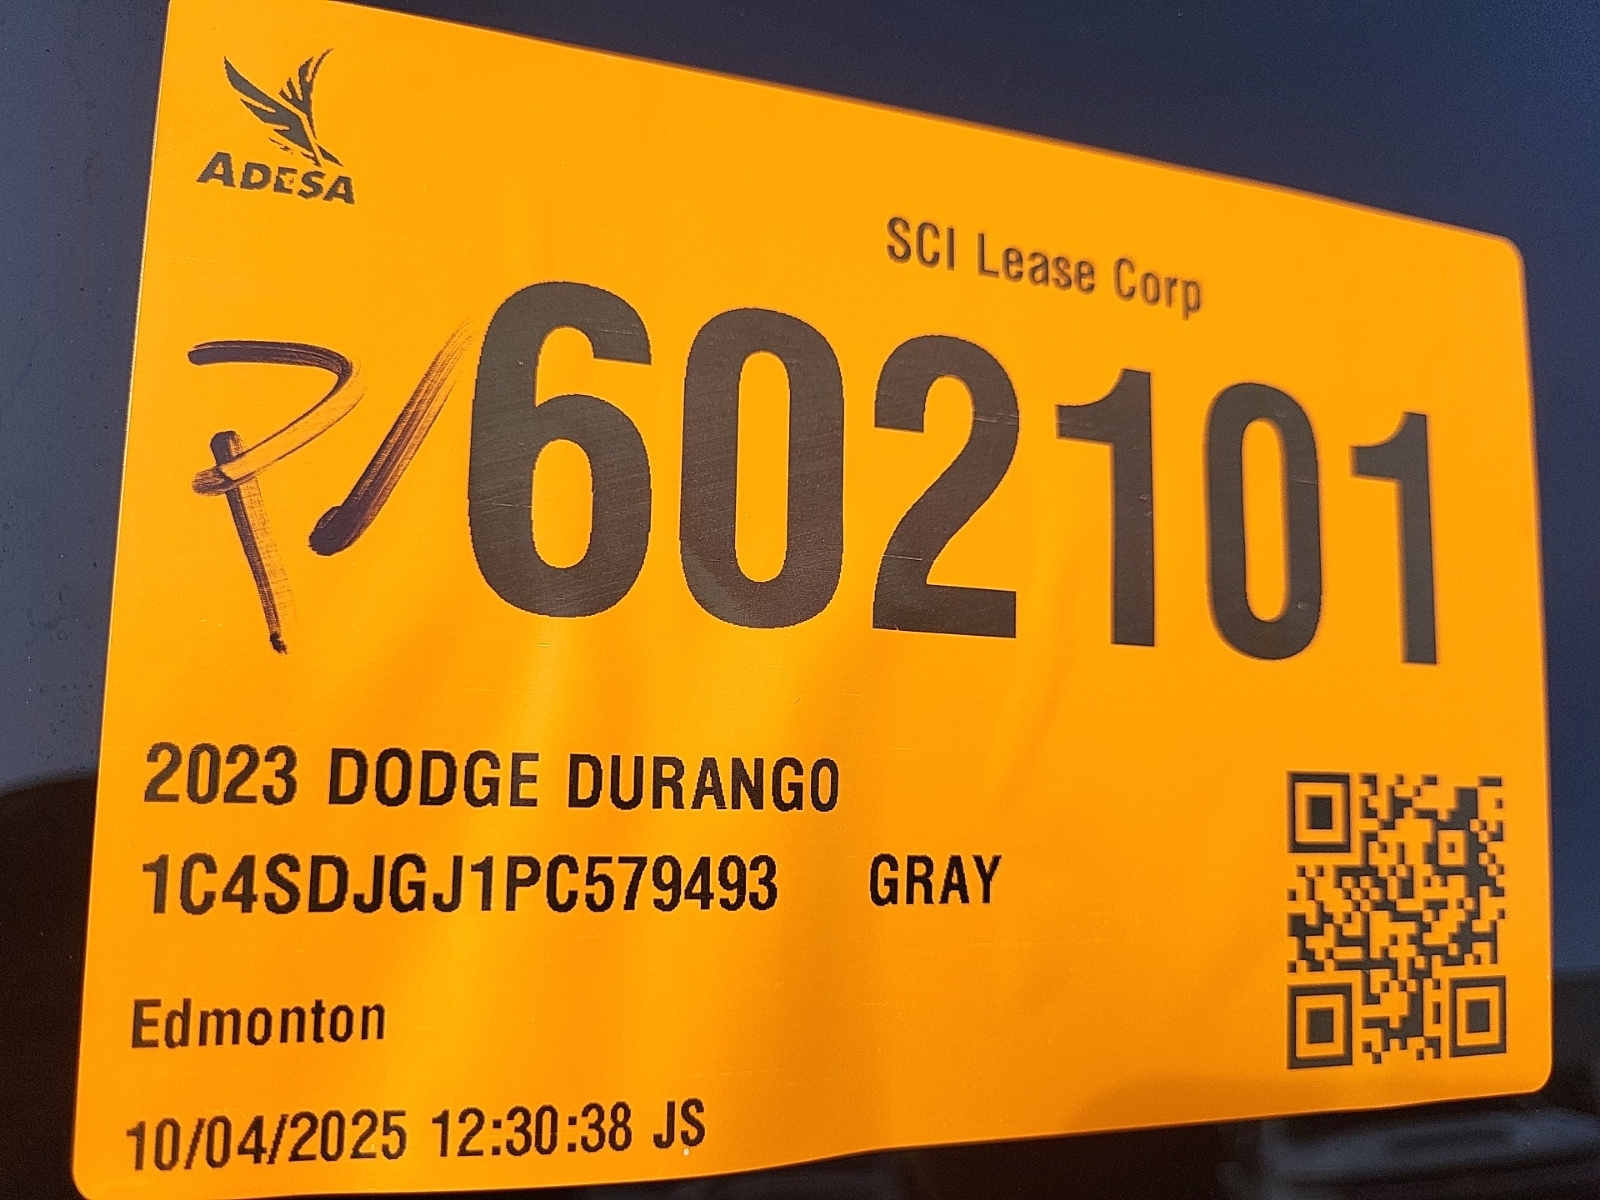 ADESA
SCI Lease Corp
P/ 602101
2023 DODGE DURANGO
1C4SDJGJ1PC579493 GRAY
Edmonton
10/04/2025 12:30:38 JS